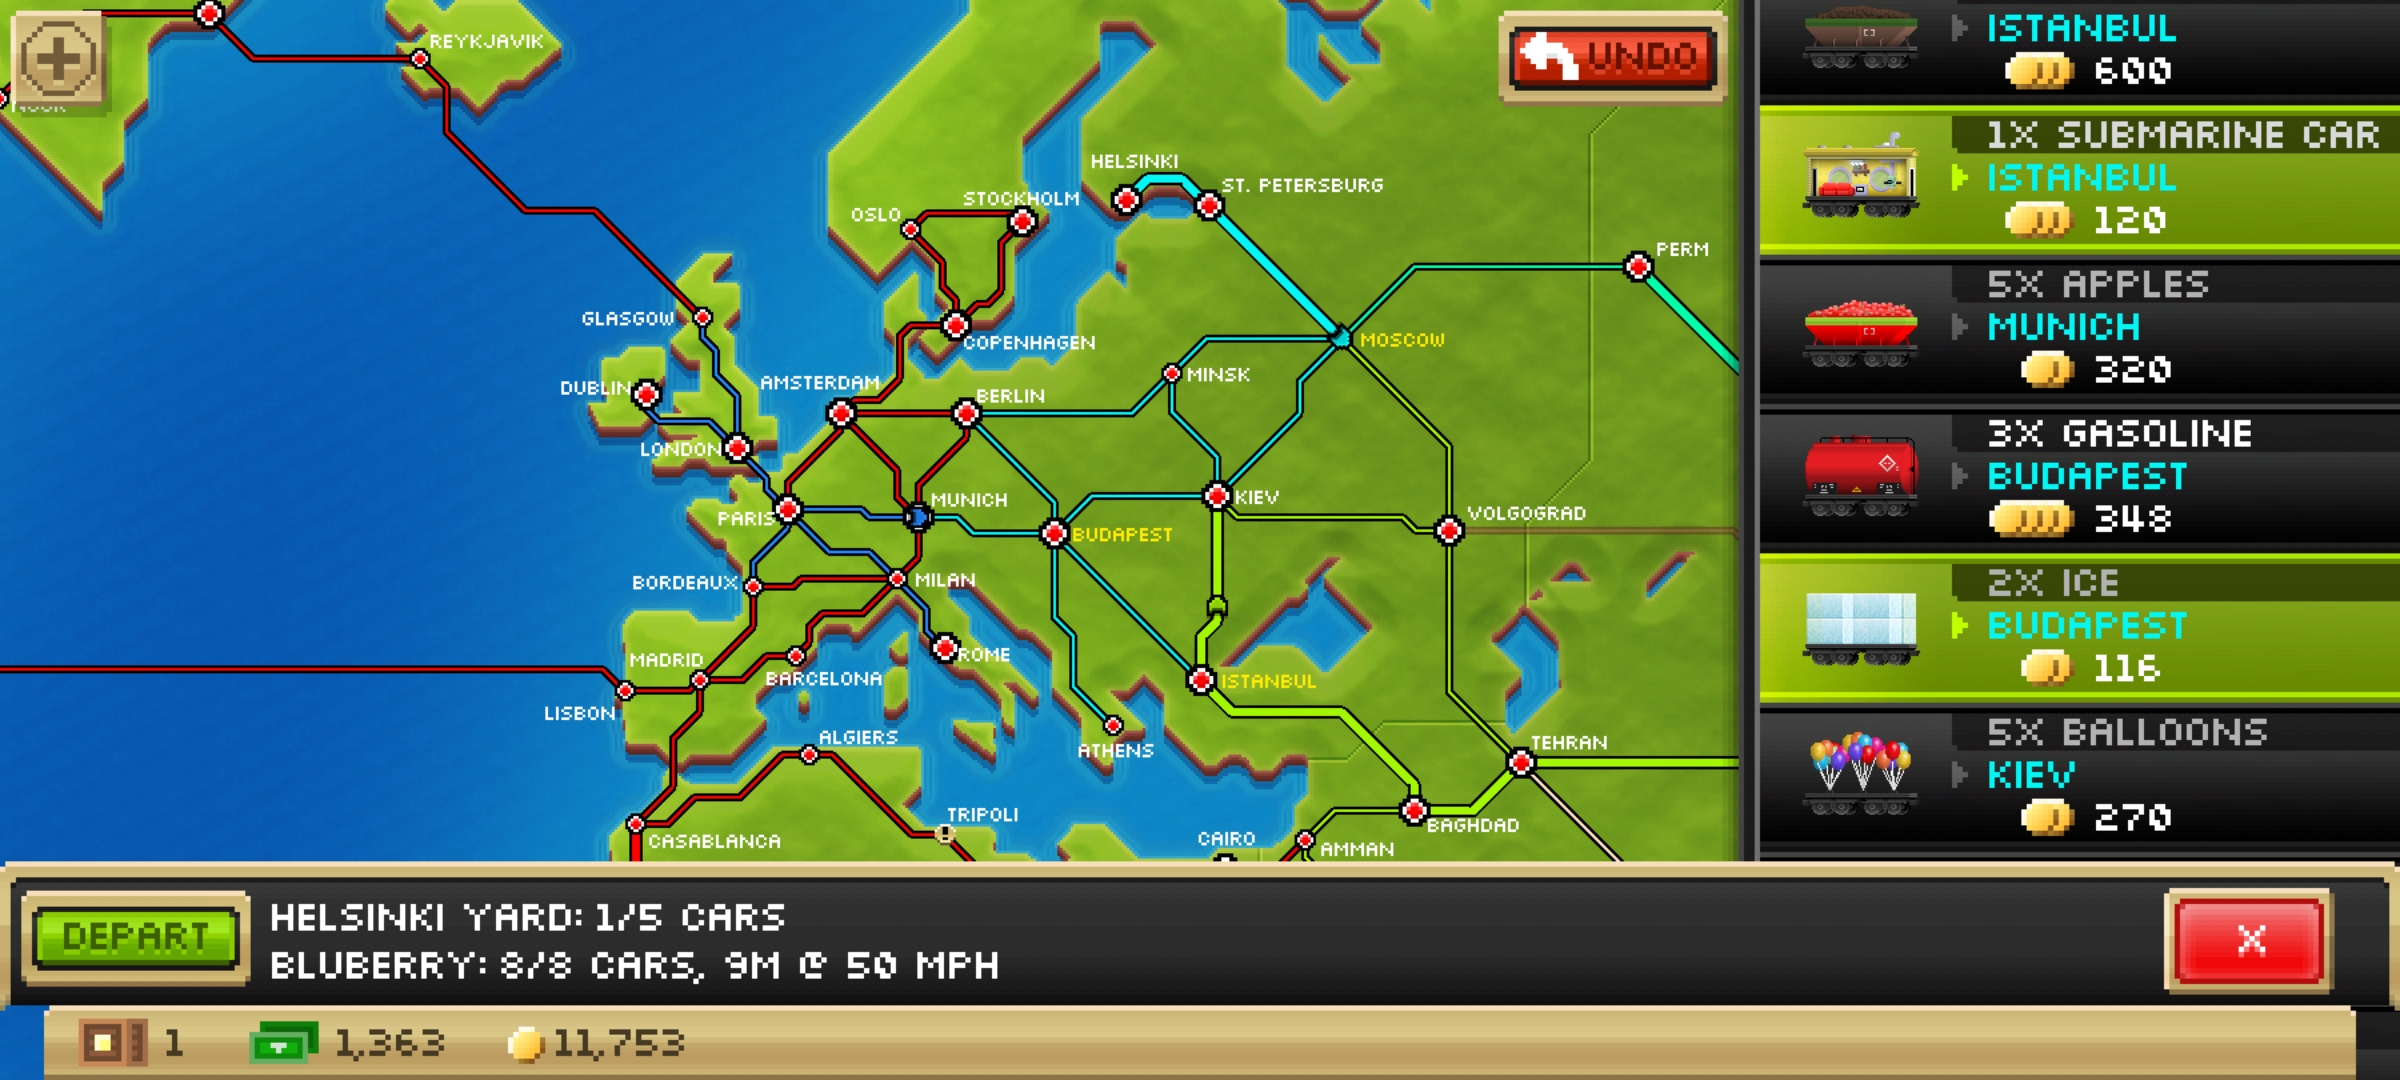 REYKJAVIK
UNDO
HELSINKI
ST. PETERSBURG
STOCKHOLM
OSLO
PERM
GLASGOW
COPENHAGEN
MOSCOW
DUBLIN
AMSTERDAM
BERLIN
MINSK
LONDON
MUNICH
KIEV
PARIS
BUDAPEST
VOLGOGRAD
BORDEAUX
MILAN
MADRID
ROME
BARCELONA
ISTANBUL
LISBON
ALGIERS
ATHENS
TEHRAN
TRIPOLI
CASABLANCA
CAIRO
BAGHDAD
AMMAN
ISTANBUL
600
1X SUBMARINE CAR
ISTANBUL
120
5X APPLES
MUNICH
320
3X GASOLINE
BUDAPEST
348
2X ICE
BUDAPEST
116
5X BALLOONS
KIEV
270
DEPART
HELSINKI YARD: 1/5 CARS
BLUBERRY: 8/8 CARS, 9M @ 50 MPH
X
1
1,363
11,753